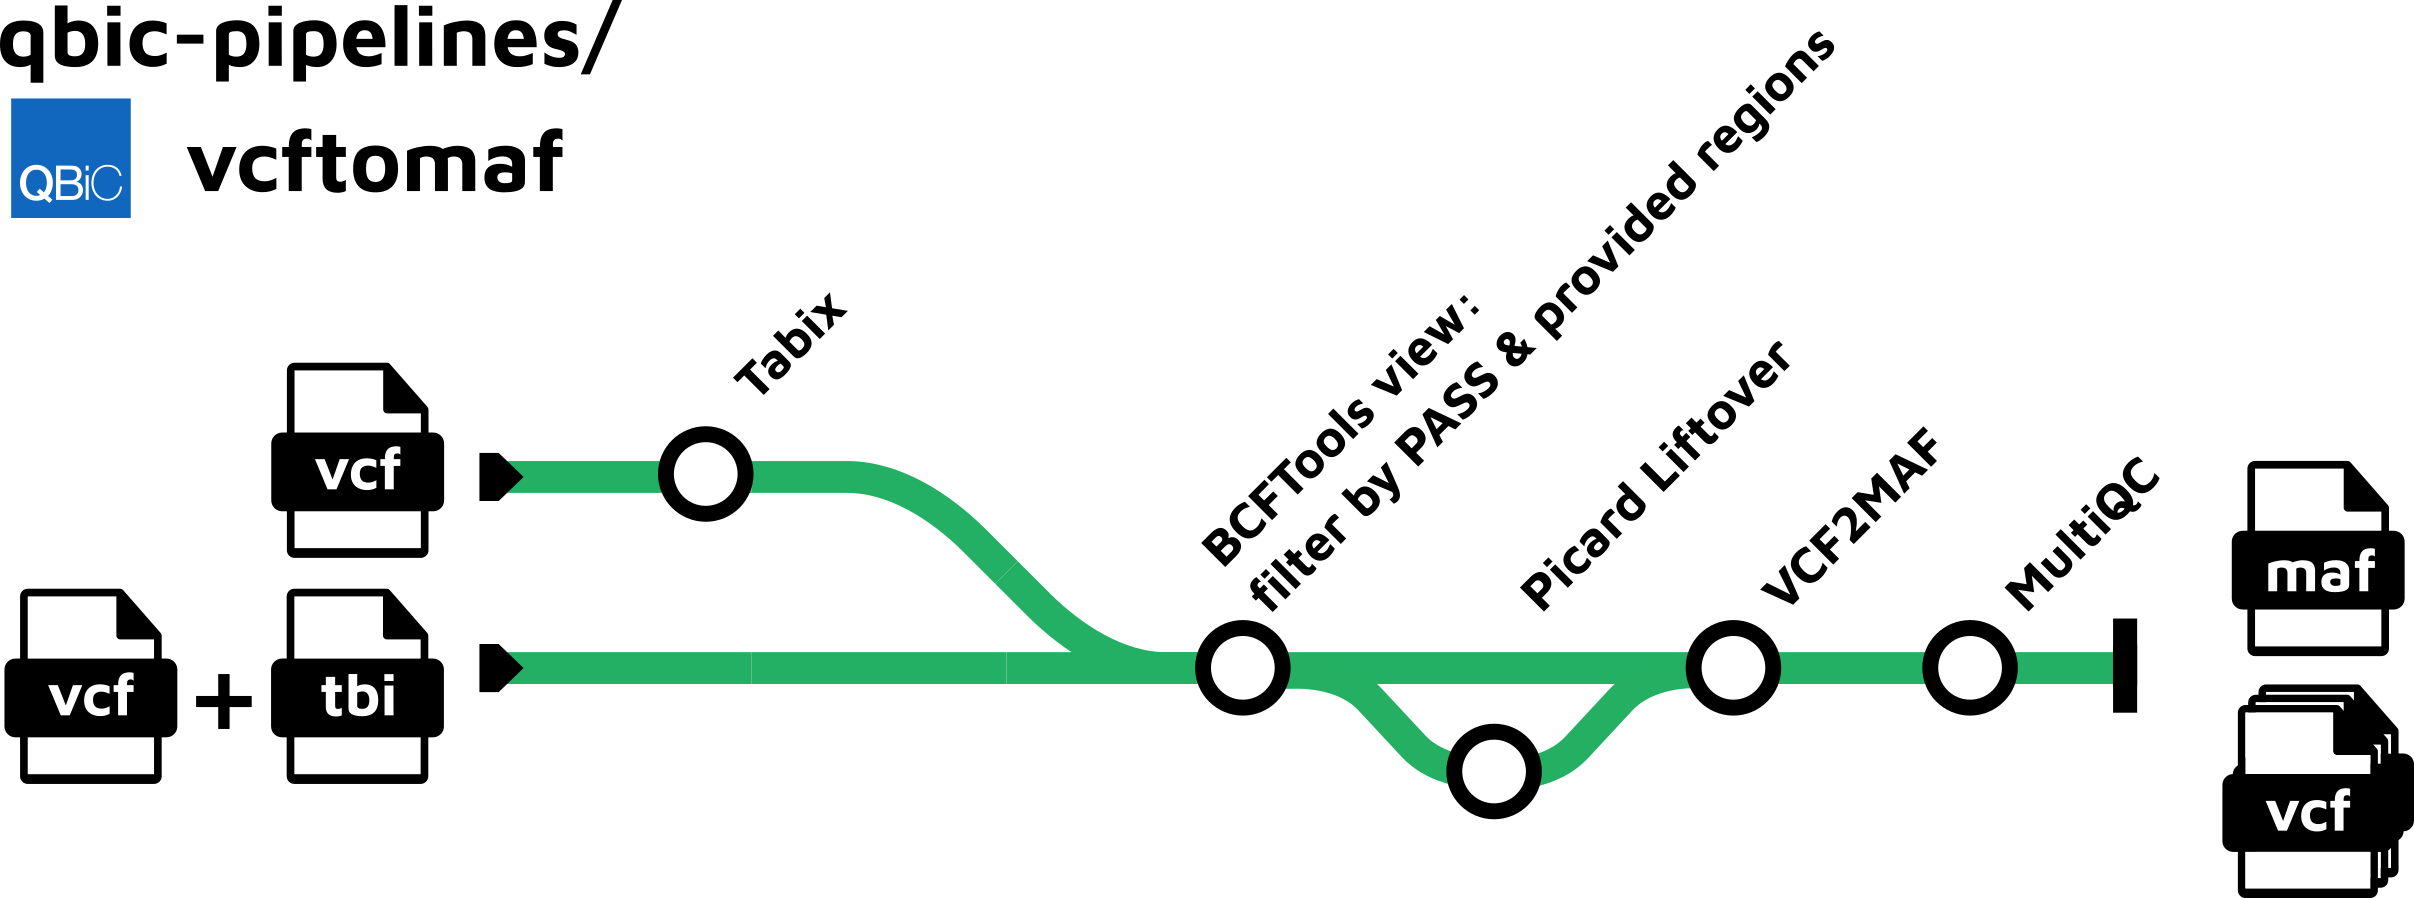 qbic-pipelines/
QBiC
vcftomaf
Tabix
BCFTools view:
filter by PASS & provided regions
Picard Liftover
VCF2MAF
MultiQC
vcf
vcf
+
tbi
maf
vcf